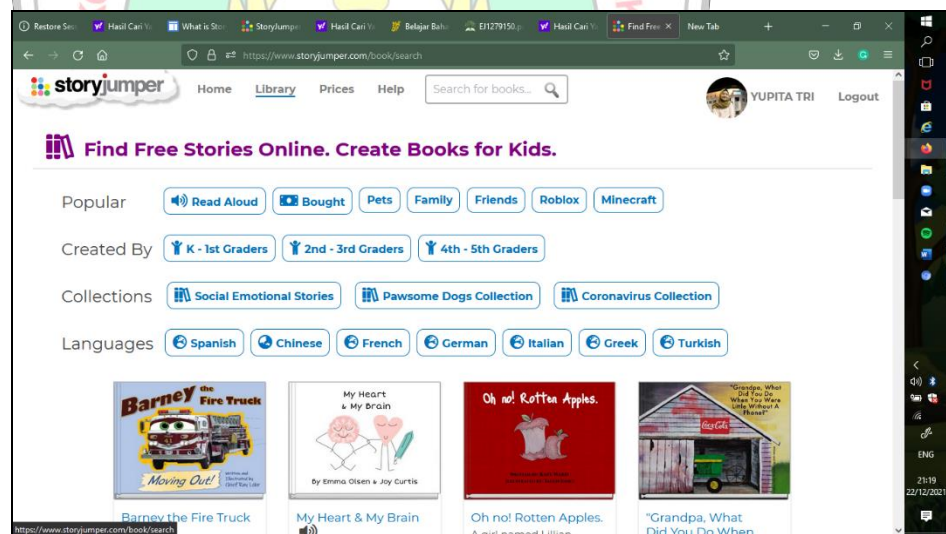 Restore Ses
Hasil Cari Ya
What is Stor
StoryJumpe
Hasil Cari Ya
Belajar Baha
EJ1279150.p
Hasil Cari Ya
Find Free
New Tab
https://www.storyjumper.com/book/search
storyjumper
Home Library Prices Help
Search for books...
YUPITA TRI Logout
Find Free Stories Online. Create Books for Kids.
Popular Read Aloud Bought Pets Family Friends Roblox Minecraft
Created By K - 1st Graders 2nd - 3rd Graders 4th - 5th Graders
Collections Social Emotional Stories Pawsome Dogs Collection Coronavirus Collection
Languages Spanish Chinese French German Italian Greek Turkish
Barney the
Fire Truck
Moving Out!
My Heart
& My Brain
By Emma Olsen & Joy Curtis
Oh no! Rotten Apples.
"Grandpa, What
Did You Do
When You Were
Little Without A
Phone?"
Coca-Cola
Barney the Fire Truck
My Heart & My Brain
Oh no! Rotten Apples.
A girl named Lillian
"Grandpa, What
Did You Do When
https://www.storyjumper.com/book/search
ENG
21:19
22/12/2021